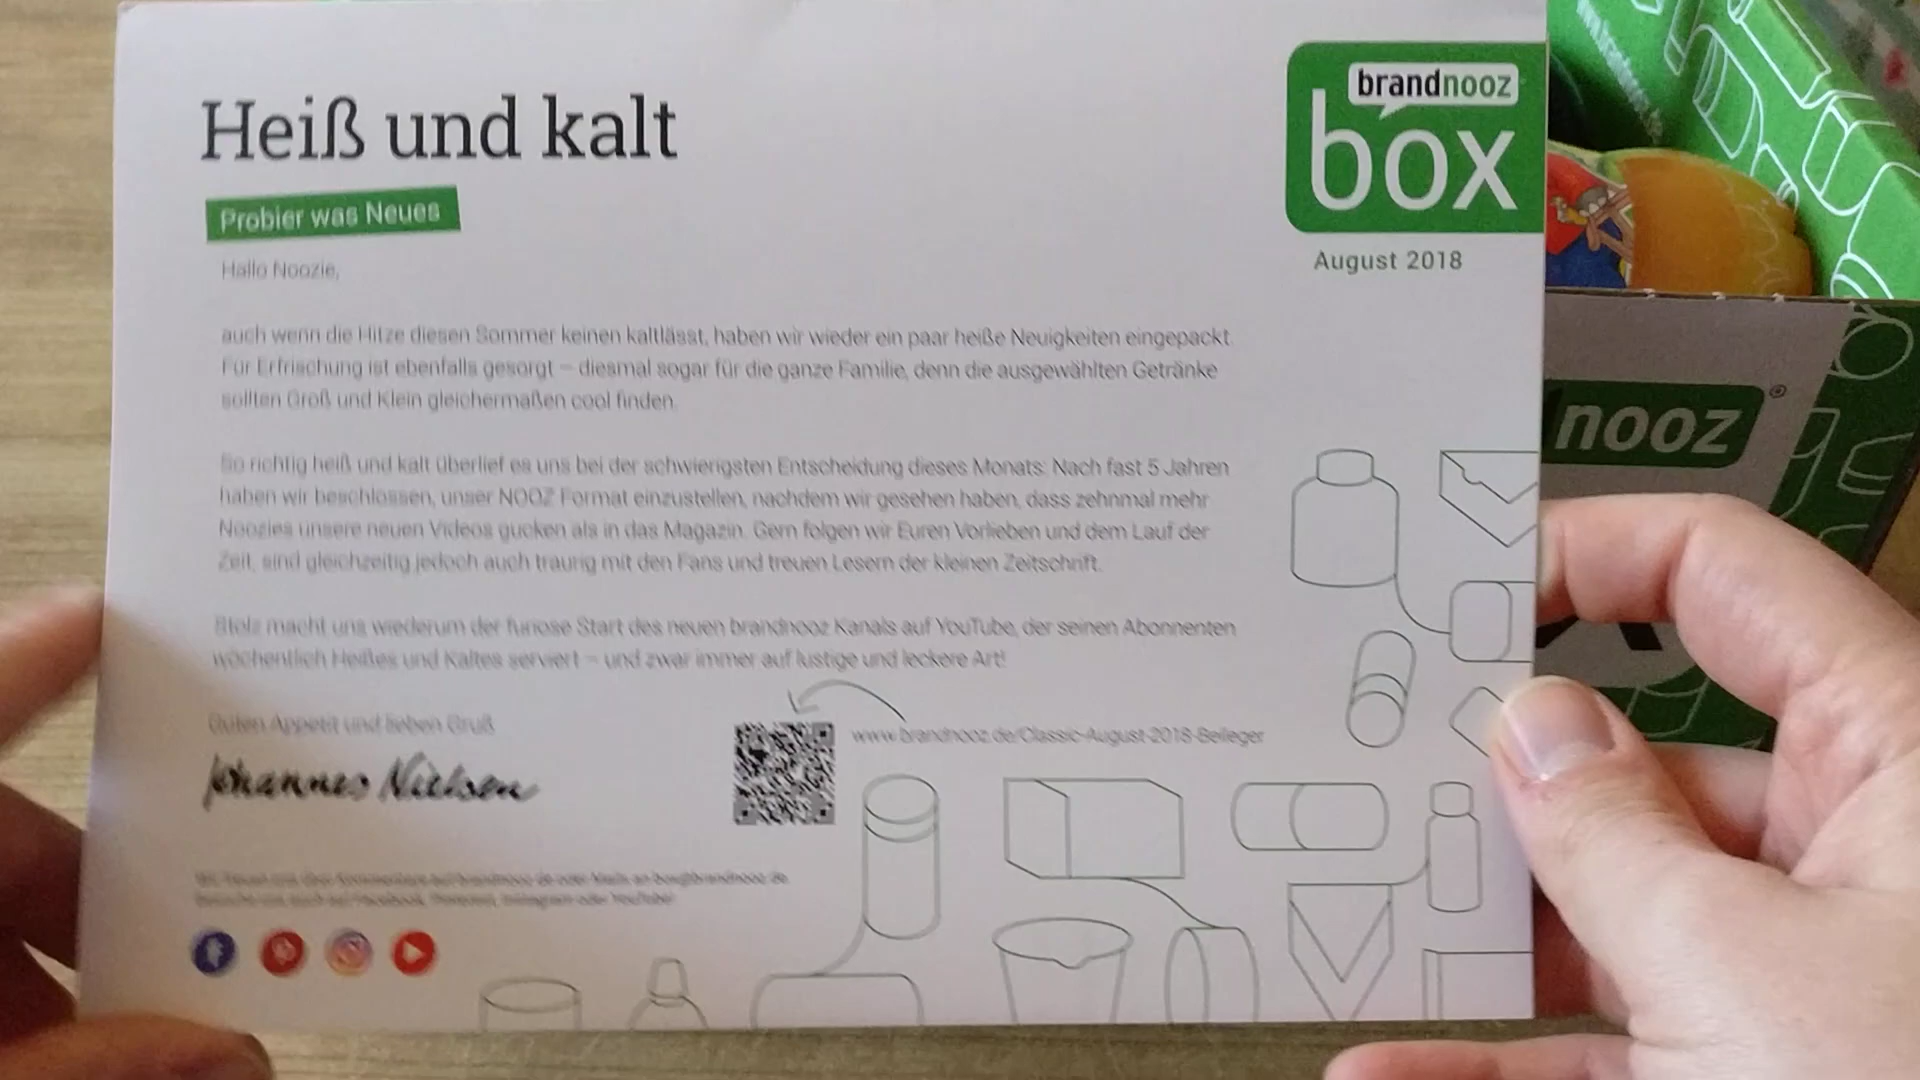 Heiß und kalt
brandnooz
box
Probier was Neues
August 2018
Hallo Noozie,
auch wenn die Hitze diesen Sommer keinen kaltlässt, haben wir wieder ein paar heiße Neuigkeiten eingepackt.
Für Erfrischung ist ebenfalls gesorgt – diesmal sogar für die ganze Familie, denn die ausgewählten Getränke
sollten Groß und Klein gleichermaßen cool finden.
So richtig heiß und kalt überlief es uns bei der schwierigsten Entscheidung dieses Monats: Nach fast 5 Jahren
haben wir beschlossen, unser NOOZ Format einzustellen, nachdem wir gesehen haben, dass zehnmal mehr
Noozies unsere neuen Videos gucken als in das Magazin. Gern folgen wir Euren Vorlieben und dem Lauf der
Zeit, sind gleichzeitig jedoch auch traurig mit den Fans und treuen Lesern der kleinen Zeitschrift.
Stolz macht uns wiederum der furiose Start des neuen brandnooz Kanals auf YouTube, der seinen Abonnenten
wöchentlich Heißes und Kaltes serviert – und zwar immer auf lustige und leckere Art!
Guten Appetit und lieben Gruß
Johannes Nielsen
www.brandnooz.de/Classic-August-2018-Beileger
nooz®